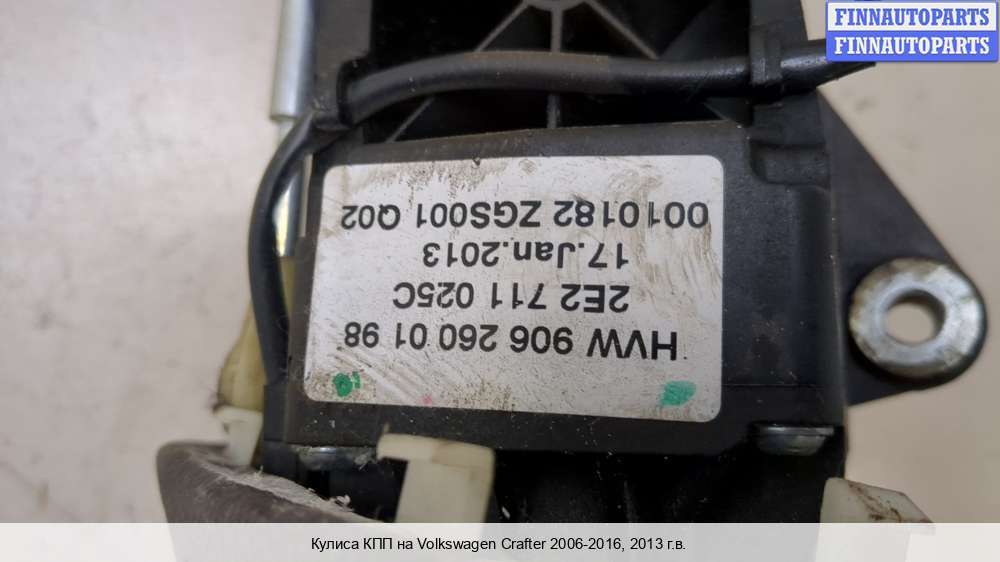 FINNAUTOPARTS
FINNAUTOPARTS
HVW 906 260 01 98
2E2 711 025C
17.Jan.2013
0010182 ZGS001 Q02
Кулиса КПП на Volkswagen Crafter 2006-2016, 2013 г.в.